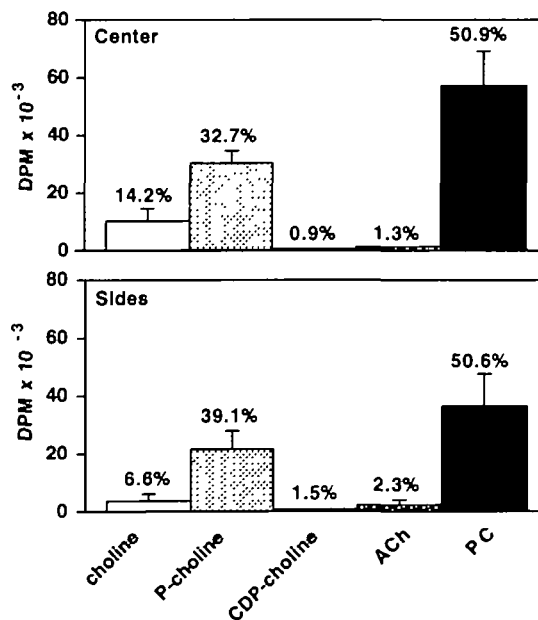 80
Center
50.9%
60
DPM x 10⁻³
40
32.7%
14.2%
20
0.9%
1.3%
0
80
Sides
60
DPM x 10⁻³
50.6%
40
39.1%
20
6.6%
1.5%
2.3%
0
choline
P-choline
CDP-choline
ACh
PC